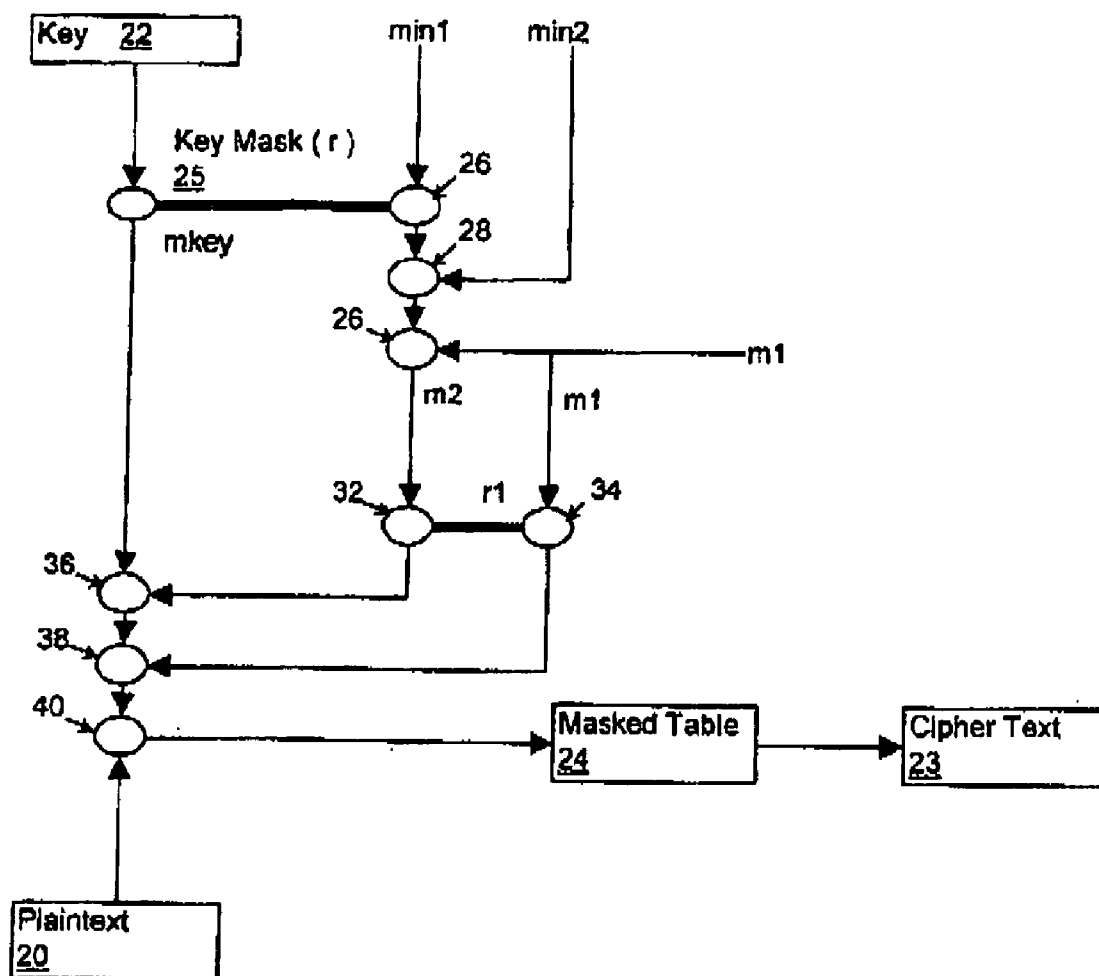 Key 22
min1
min2
Key Mask ( r )
25
26
mkey
28
26
m1
m2
m1
32
r1
34
36
38
40
Masked Table
24
Cipher Text
23
Plaintext
20